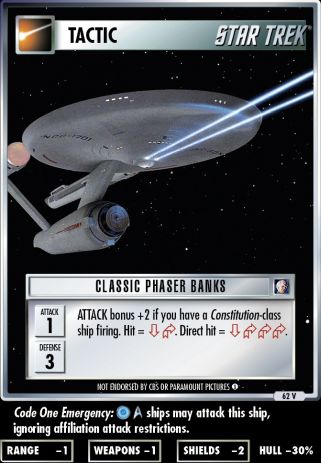 TACTIC
STAR TREK
NCC-1701
CLASSIC PHASER BANKS
ATTACK
1
DEFENSE
3
ATTACK bonus +2 if you have a Constitution-class
ship firing. Hit = . Direct hit = .
NOT ENDORSED BY CBS OR PARAMOUNT PICTURES
62 V
Code One Emergency: ships may attack this ship,
ignoring affiliation attack restrictions.
RANGE -1 WEAPONS -1 SHIELDS -2 HULL -30%